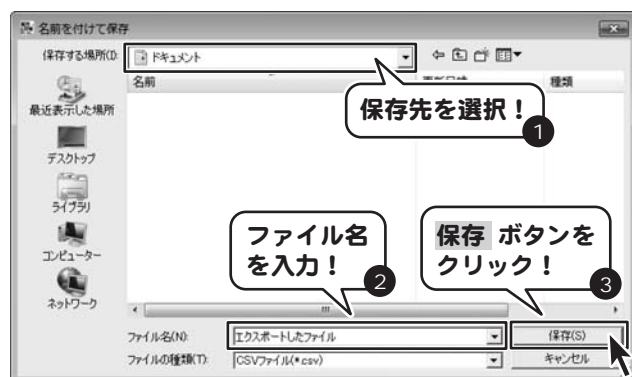 名前を付けて保存
保存する場所(I):
ドキュメント
名前
種類
保存先を選択!
1
最近表示した場所
デスクトップ
ライブラリ
コンピューター
ネットワーク
ファイル名
を入力!
2
保存 ボタンを
クリック!
3
ファイル名(N):
エクスポートしたファイル
保存(S)
ファイルの種類(T):
CSVファイル(*.csv)
キャンセル